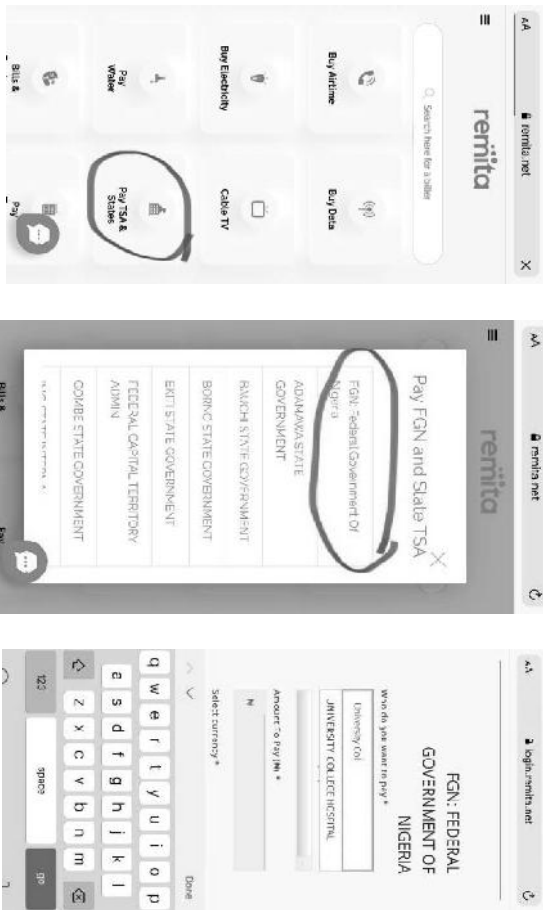 AA
remita.net
remita
Search here for a biller
Buy Airtime
Buy Data
Buy Electricity
Cable TV
Pay
Water
Pay TSA &
States
Bills &
Pay
AA
remita.net
remita
Pay FGN and State TSA
FGN: Federal Government Of
Nigeria
ADAMAWA STATE
GOVERNMENT
BAUCHI STATE GOVERNMENT
BORNO STATE GOVERNMENT
EKITI STATE GOVERNMENT
FEDERAL CAPITAL TERRITORY
ADMIN
GOMBE STATE GOVERNMENT
Bills &
Pay
AA
login.remita.net
FGN: FEDERAL
GOVERNMENT OF
NIGERIA
Who do you want to pay *
University Col
UNIVERSITY COLLEGE HOSPITAL
Amount To Pay (₦) *
N
Select currency *
Done
q w e r t y u i o p
a s d f g h j k l
z x c v b n m
123
space
go